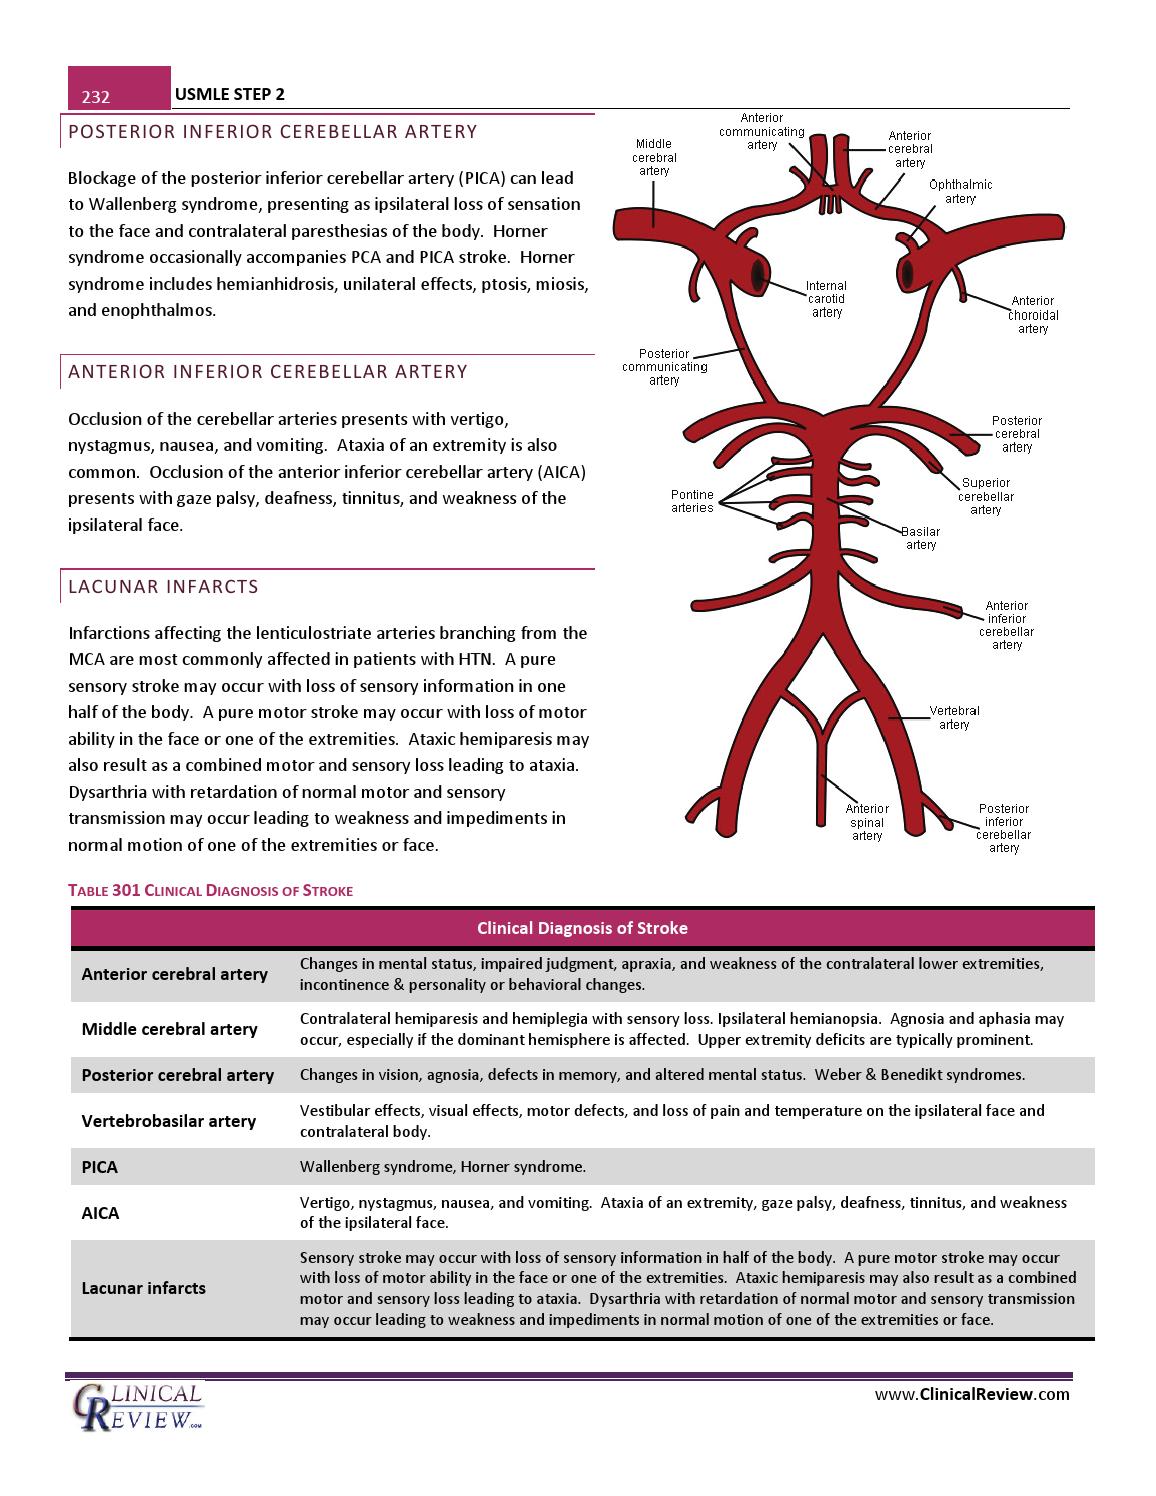 232
USMLE STEP 2
POSTERIOR INFERIOR CEREBELLAR ARTERY
Blockage of the posterior inferior cerebellar artery (PICA) can lead
to Wallenberg syndrome, presenting as ipsilateral loss of sensation
to the face and contralateral paresthesias of the body.  Horner
syndrome occasionally accompanies PCA and PICA stroke.  Horner
syndrome includes hemianhidrosis, unilateral effects, ptosis, miosis,
and enophthalmos.
ANTERIOR INFERIOR CEREBELLAR ARTERY
Occlusion of the cerebellar arteries presents with vertigo,
nystagmus, nausea, and vomiting.  Ataxia of an extremity is also
common.  Occlusion of the anterior inferior cerebellar artery (AICA)
presents with gaze palsy, deafness, tinnitus, and weakness of the
ipsilateral face.
LACUNAR INFARCTS
Infarctions affecting the lenticulostriate arteries branching from the
MCA are most commonly affected in patients with HTN.  A pure
sensory stroke may occur with loss of sensory information in one
half of the body.  A pure motor stroke may occur with loss of motor
ability in the face or one of the extremities.  Ataxic hemiparesis may
also result as a combined motor and sensory loss leading to ataxia.
Dysarthria with retardation of normal motor and sensory
transmission may occur leading to weakness and impediments in
normal motion of one of the extremities or face.
Anterior
communicating
artery
Middle
cerebral
artery
Anterior
cerebral
artery
Ophthalmic
artery
Internal
carotid
artery
Anterior
choroidal
artery
Posterior
communicating
artery
Posterior
cerebral
artery
Pontine
arteries
Superior
cerebellar
artery
Basilar
artery
Anterior
inferior
cerebellar
artery
Vertebral
artery
Anterior
spinal
artery
Posterior
inferior
cerebellar
artery
TABLE 301 CLINICAL DIAGNOSIS OF STROKE
Clinical Diagnosis of Stroke
Anterior cerebral artery
Changes in mental status, impaired judgment, apraxia, and weakness of the contralateral lower extremities,
incontinence & personality or behavioral changes.
Middle cerebral artery
Contralateral hemiparesis and hemiplegia with sensory loss. Ipsilateral hemianopsia.  Agnosia and aphasia may
occur, especially if the dominant hemisphere is affected.  Upper extremity deficits are typically prominent.
Posterior cerebral artery
Changes in vision, agnosia, defects in memory, and altered mental status.  Weber & Benedikt syndromes.
Vertebrobasilar artery
Vestibular effects, visual effects, motor defects, and loss of pain and temperature on the ipsilateral face and
contralateral body.
PICA
Wallenberg syndrome, Horner syndrome.
AICA
Vertigo, nystagmus, nausea, and vomiting.  Ataxia of an extremity, gaze palsy, deafness, tinnitus, and weakness
of the ipsilateral face.
Lacunar infarcts
Sensory stroke may occur with loss of sensory information in half of the body.  A pure motor stroke may occur
with loss of motor ability in the face or one of the extremities.  Ataxic hemiparesis may also result as a combined
motor and sensory loss leading to ataxia.  Dysarthria with retardation of normal motor and sensory transmission
may occur leading to weakness and impediments in normal motion of one of the extremities or face.
CLINICAL
REVIEW.COM
www.ClinicalReview.com